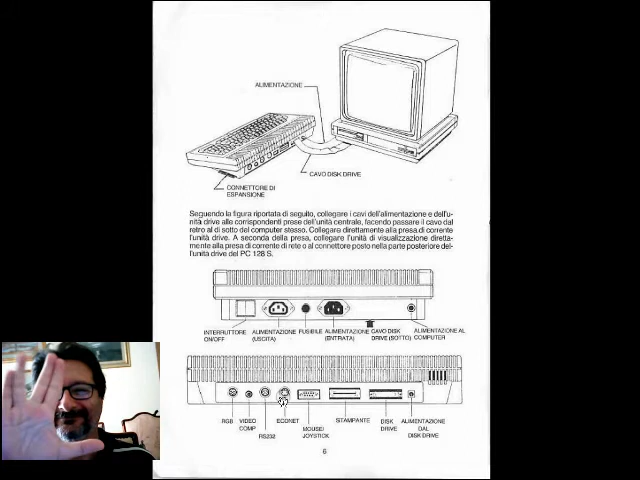 ALIMENTAZIONE
CAVO DISK DRIVE
CONNETTORE DI
ESPANSIONE
Seguendo la figura riportata di seguito, collegare i cavi dell'alimentazione e dell'u-
nità drive alle corrispondenti prese dell'unità centrale, facendo passare il cavo dal
retro al di sotto del computer stesso. Collegare direttamente alla presa di corrente
l'unità drive. A seconda della presa, collegare l'unità di visualizzazione diretta-
mente alla presa di corrente di rete o al connettore posto nella parte posteriore del-
l'unità drive del PC 128 S.
INTERRUTTORE
ON/OFF
ALIMENTAZIONE
(USCITA)
FUSIBILE
ALIMENTAZIONE
(ENTRATA)
CAVO DISK
DRIVE (SOTTO)
ALIMENTAZIONE AL
COMPUTER
RGB
VIDEO
COMP
RS232
ECONET
MOUSE/
JOYSTICK
STAMPANTE
DISK
DRIVE
ALIMENTAZIONE
DAL
DISK DRIVE
6